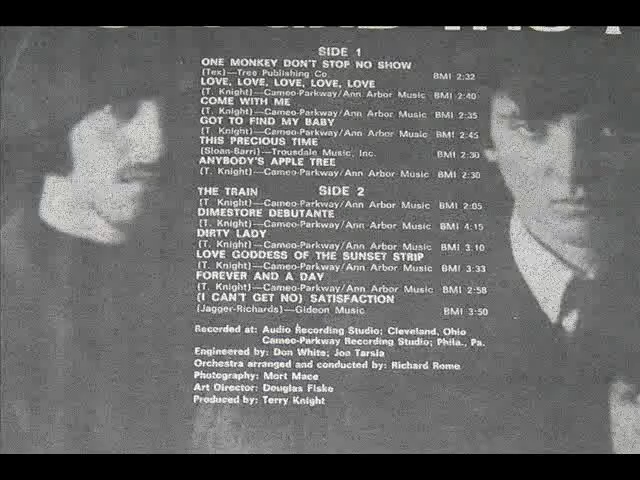 SIDE 1
ONE MONKEY DON'T STOP NO SHOW
(Tex)—Tree Publishing Co. BMI 2:32
LOVE, LOVE, LOVE, LOVE, LOVE
(T. Knight)—Cameo-Parkway/Ann Arbor Music BMI 2:40
COME WITH ME
(T. Knight)—Cameo-Parkway/Ann Arbor Music BMI 2:35
GOT TO FIND MY BABY
(T. Knight)—Cameo-Parkway/Ann Arbor Music BMI 2:45
THIS PRECIOUS TIME
(Sloan-Barri)—Trousdale Music, Inc. BMI 2:30
ANYBODY'S APPLE TREE
(T. Knight)—Cameo-Parkway/Ann Arbor Music BMI 2:30
SIDE 2
THE TRAIN
(T. Knight)—Cameo-Parkway/Ann Arbor Music BMI 2:05
DIMESTORE DEBUTANTE
(T. Knight)—Cameo-Parkway/Ann Arbor Music BMI 4:15
DIRTY LADY
(T. Knight)—Cameo-Parkway/Ann Arbor Music BMI 3:10
LOVE GODDESS OF THE SUNSET STRIP
(T. Knight)—Cameo-Parkway/Ann Arbor Music BMI 3:33
FOREVER AND A DAY
(T. Knight)—Cameo-Parkway/Ann Arbor Music BMI 2:58
(I CAN'T GET NO) SATISFACTION
(Jagger-Richards)—Gideon Music BMI 3:50
Recorded at: Audio Recording Studio; Cleveland, Ohio
Cameo-Parkway Recording Studio; Phila., Pa.
Engineered by: Don White; Joe Tarsia
Orchestra arranged and conducted by: Richard Rome
Photography: Mort Mace
Art Director: Douglas Fiske
Produced by: Terry Knight